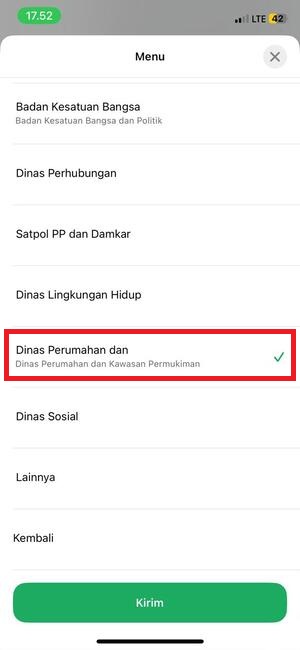 17.52
LTE 42
Menu
Badan Kesatuan Bangsa
Badan Kesatuan Bangsa dan Politik
Dinas Perhubungan
Satpol PP dan Damkar
Dinas Lingkungan Hidup
Dinas Perumahan dan
Dinas Perumahan dan Kawasan Permukiman
Dinas Sosial
Lainnya
Kembali
Kirim